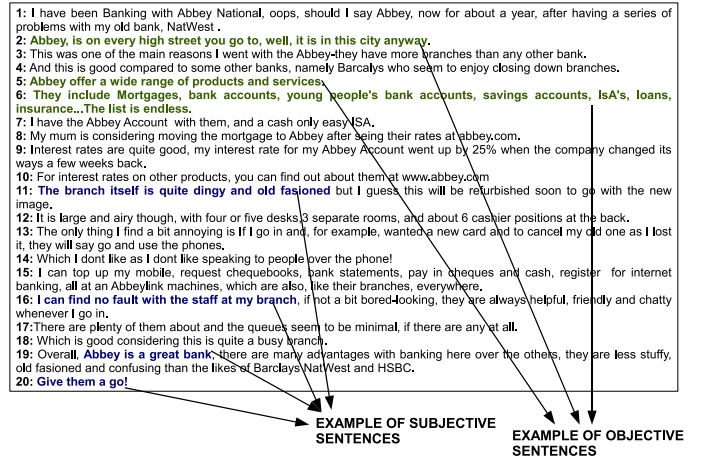 1: I have been Banking with Abbey National, oops, should I say Abbey, now for about a year, after having a series of
problems with my old bank, NatWest .
2: Abbey, is on every high street you go to, well, it is in this city anyway.
3: This was one of the main reasons I went with the Abbey-they have more branches than any other bank.
4: And this is good compared to some other banks, namely Barcalys who seem to enjoy closing down branches.
5: Abbey offer a wide range of products and services.
6: They include Mortgages, bank accounts, young people's bank accounts, savings accounts, IsA's, loans,
insurance...The list is endless.
7: I have the Abbey Account with them, and a cash only easy ISA.
8: My mum is considering moving the mortgage to Abbey after seing their rates at abbey.com.
9: Interest rates are quite good, my interest rate for my Abbey Account went up by 25% when the company changed its
ways a few weeks back.
10: For interest rates on other products, you can find out about them at www.abbey.com
11: The branch itself is quite dingy and old fasioned but I guess this will be refurbished soon to go with the new
image.
12: It is large and airy though, with four or five desks,3 separate rooms, and about 6 cashier positions at the back.
13: The only thing I find a bit annoying is If I go in and, for example, wanted a new card and to cancel my old one as I lost
it, they will say go and use the phones.
14: Which I dont like as I dont like speaking to people over the phone!
15: I can top up my mobile, request chequebooks, bank statements, pay in cheques and cash, register for internet
banking, all at an Abbeylink machines, which are also, like their branches, everywhere.
16: I can find no fault with the staff at my branch, if not a bit bored-looking, they are always helpful, friendly and chatty
whenever I go in.
17:There are plenty of them about and the queues seem to be minimal, if there are any at all.
18: Which is good considering this is quite a busy branch.
19: Overall, Abbey is a great bank, there are many advantages with banking here over the others, they are less stuffy,
old fasioned and confusing than the likes of Barclays NatWest and HSBC.
20: Give them a go!
EXAMPLE OF SUBJECTIVE
SENTENCES
EXAMPLE OF OBJECTIVE
SENTENCES